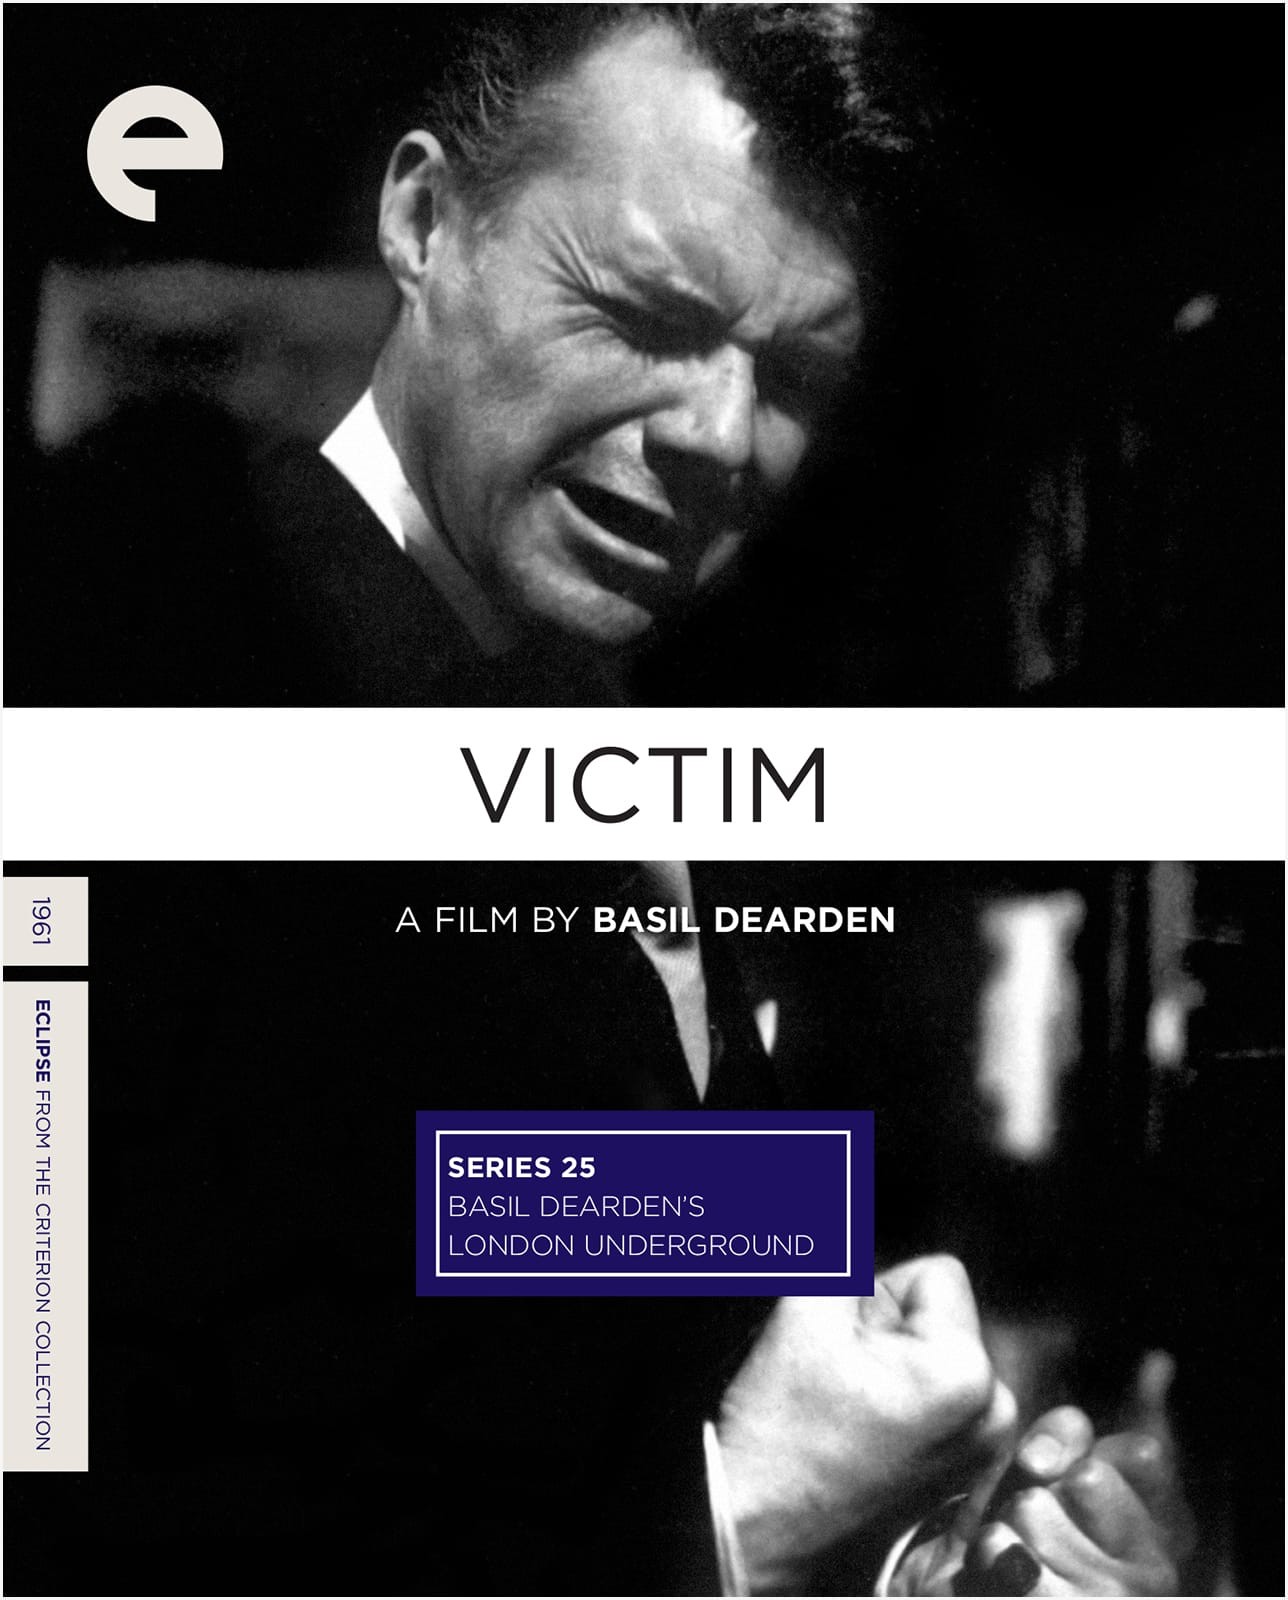 e
VICTIM
A FILM BY BASIL DEARDEN
1961
ECLIPSE FROM THE CRITERION COLLECTION
SERIES 25
BASIL DEARDEN'S
LONDON UNDERGROUND